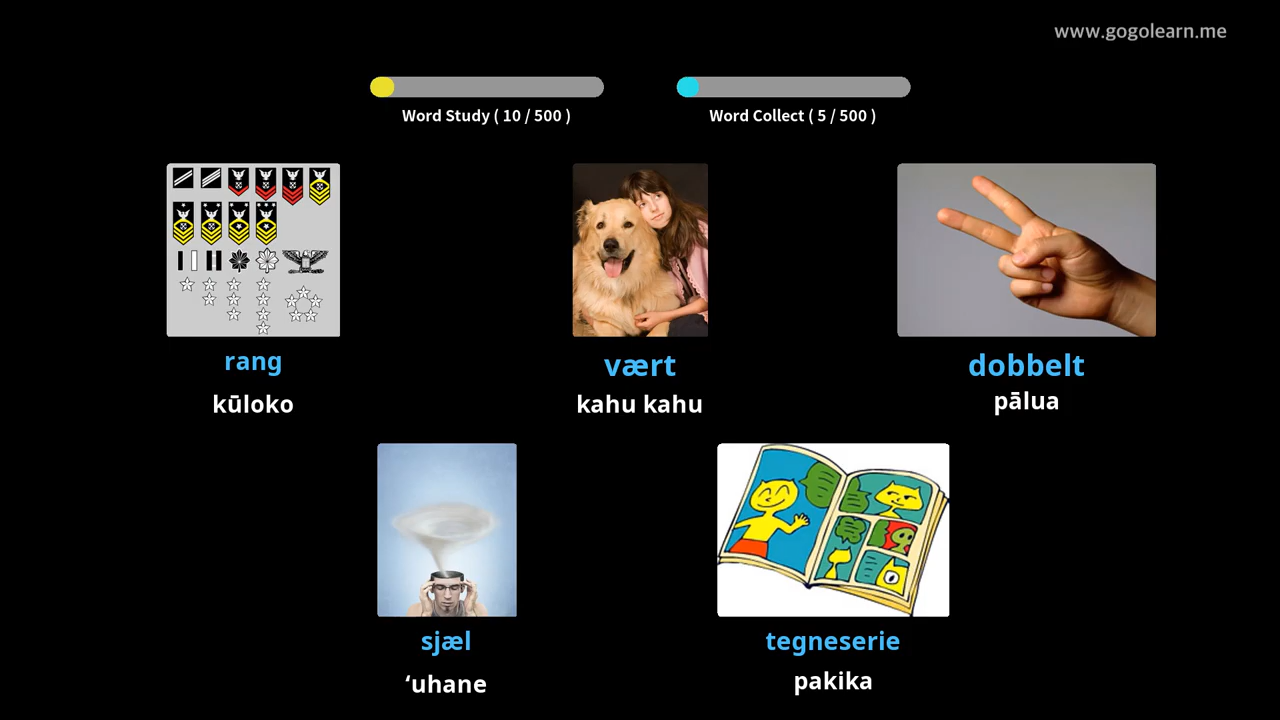 www.gogolearn.me
Word Study ( 10 / 500 )
Word Collect ( 5 / 500 )
rang
vært
dobbelt
kūloko
kahu kahu
pālua
sjæl
tegneserie
ʻuhane
pakika